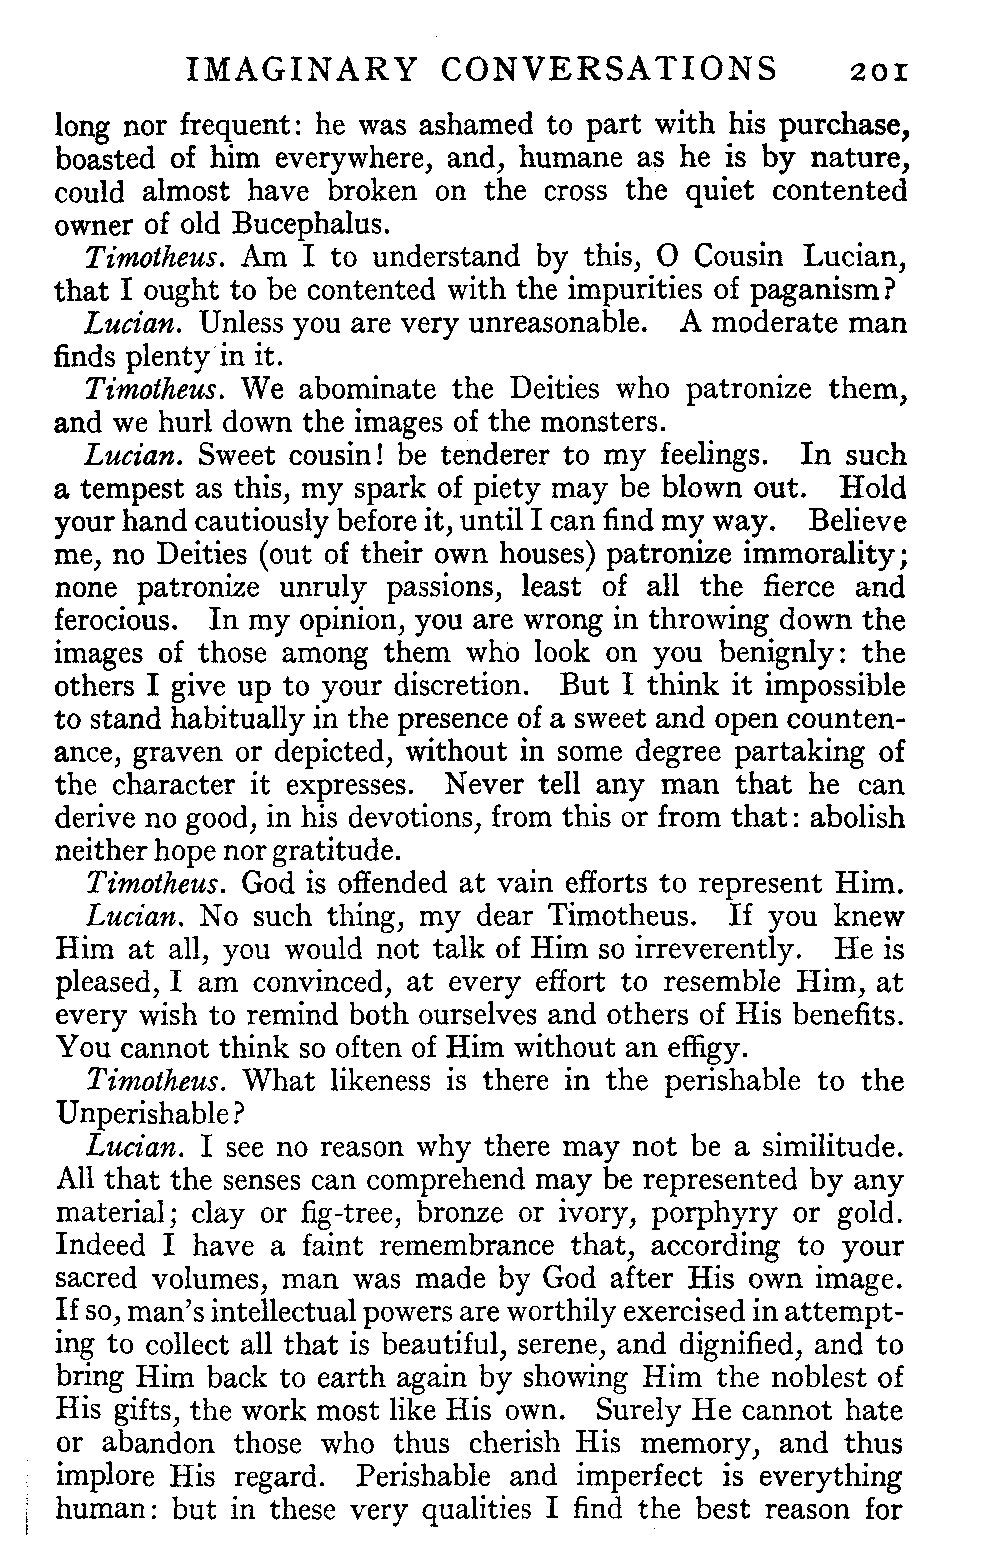 IMAGINARY CONVERSATIONS 201
long nor frequent: he was ashamed to part with his purchase,
boasted of him everywhere, and, humane as he is by nature,
could almost have broken on the cross the quiet contented
owner of old Bucephalus.
Timotheus. Am I to understand by this, O Cousin Lucian,
that I ought to be contented with the impurities of paganism?
Lucian. Unless you are very unreasonable. A moderate man
finds plenty in it.
Timotheus. We abominate the Deities who patronize them,
and we hurl down the images of the monsters.
Lucian. Sweet cousin! be tenderer to my feelings. In such
a tempest as this, my spark of piety may be blown out. Hold
your hand cautiously before it, until I can find my way. Believe
me, no Deities (out of their own houses) patronize immorality;
none patronize unruly passions, least of all the fierce and
ferocious. In my opinion, you are wrong in throwing down the
images of those among them who look on you benignly: the
others I give up to your discretion. But I think it impossible
to stand habitually in the presence of a sweet and open counten-
ance, graven or depicted, without in some degree partaking of
the character it expresses. Never tell any man that he can
derive no good, in his devotions, from this or from that: abolish
neither hope nor gratitude.
Timotheus. God is offended at vain efforts to represent Him.
Lucian. No such thing, my dear Timotheus. If you knew
Him at all, you would not talk of Him so irreverently. He is
pleased, I am convinced, at every effort to resemble Him, at
every wish to remind both ourselves and others of His benefits.
You cannot think so often of Him without an effigy.
Timotheus. What likeness is there in the perishable to the
Unperishable?
Lucian. I see no reason why there may not be a similitude.
All that the senses can comprehend may be represented by any
material; clay or fig-tree, bronze or ivory, porphyry or gold.
Indeed I have a faint remembrance that, according to your
sacred volumes, man was made by God after His own image.
If so, man's intellectual powers are worthily exercised in attempt-
ing to collect all that is beautiful, serene, and dignified, and to
bring Him back to earth again by showing Him the noblest of
His gifts, the work most like His own. Surely He cannot hate
or abandon those who thus cherish His memory, and thus
implore His regard. Perishable and imperfect is everything
human: but in these very qualities I find the best reason for